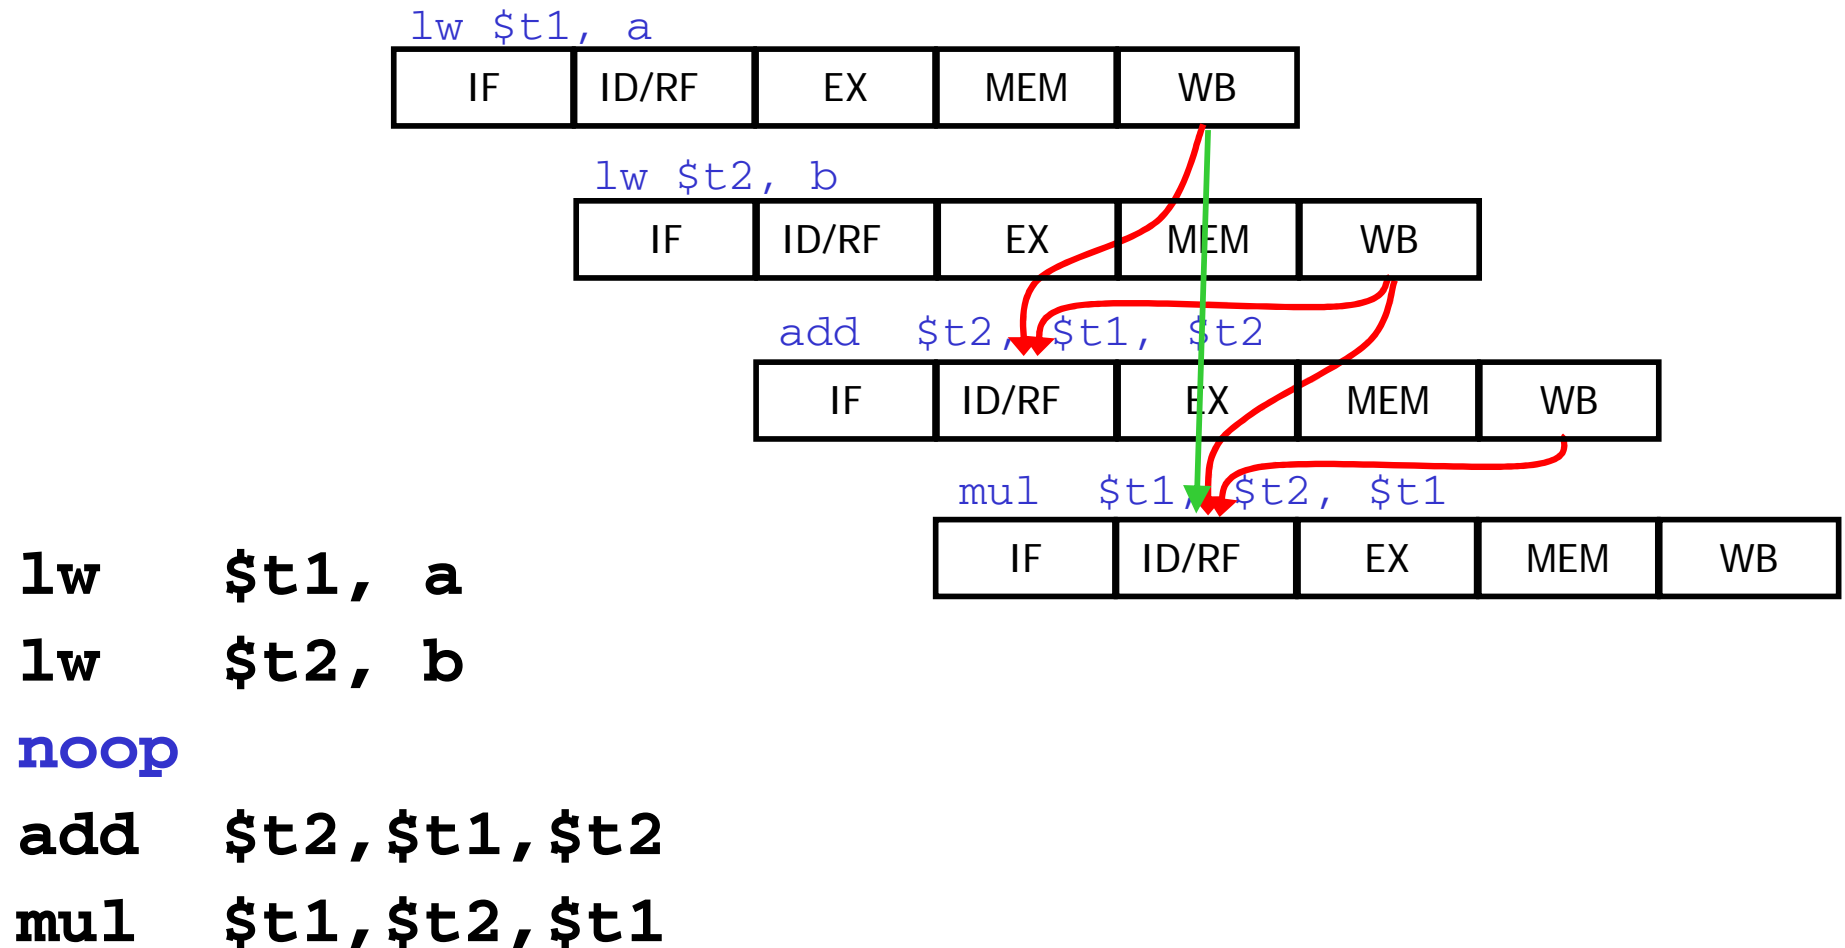 lw $t1, a
IF ID/RF EX MEM WB
lw $t2, b
IF ID/RF EX MEM WB
add $t2, $t1, $t2
IF ID/RF EX MEM WB
mul $t1, $t2, $t1
IF ID/RF EX MEM WB
lw $t1, a
lw $t2, b
noop
add $t2,$t1,$t2
mul $t1,$t2,$t1